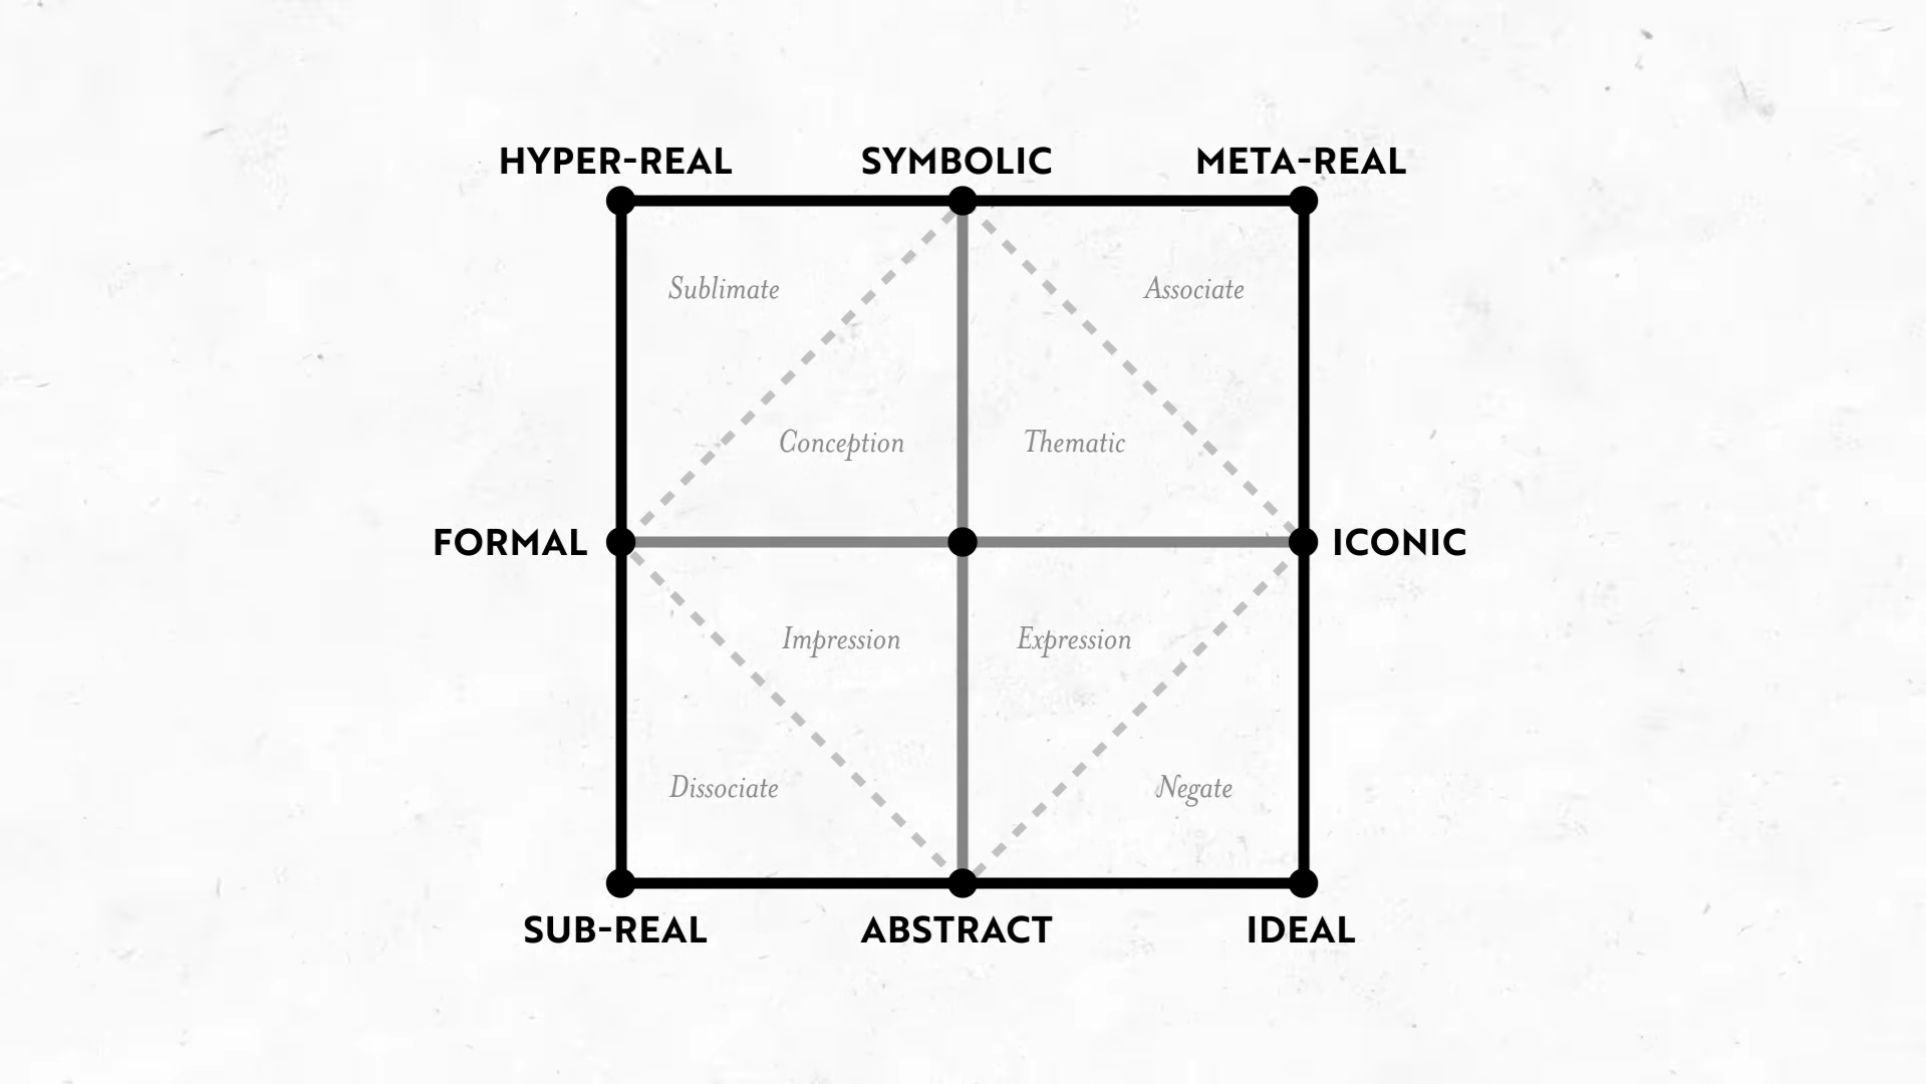 HYPER-REAL
SYMBOLIC
META-REAL
Sublimate
Associate
Conception
Thematic
FORMAL
ICONIC
Impression
Expression
Dissociate
Negate
SUB-REAL
ABSTRACT
IDEAL